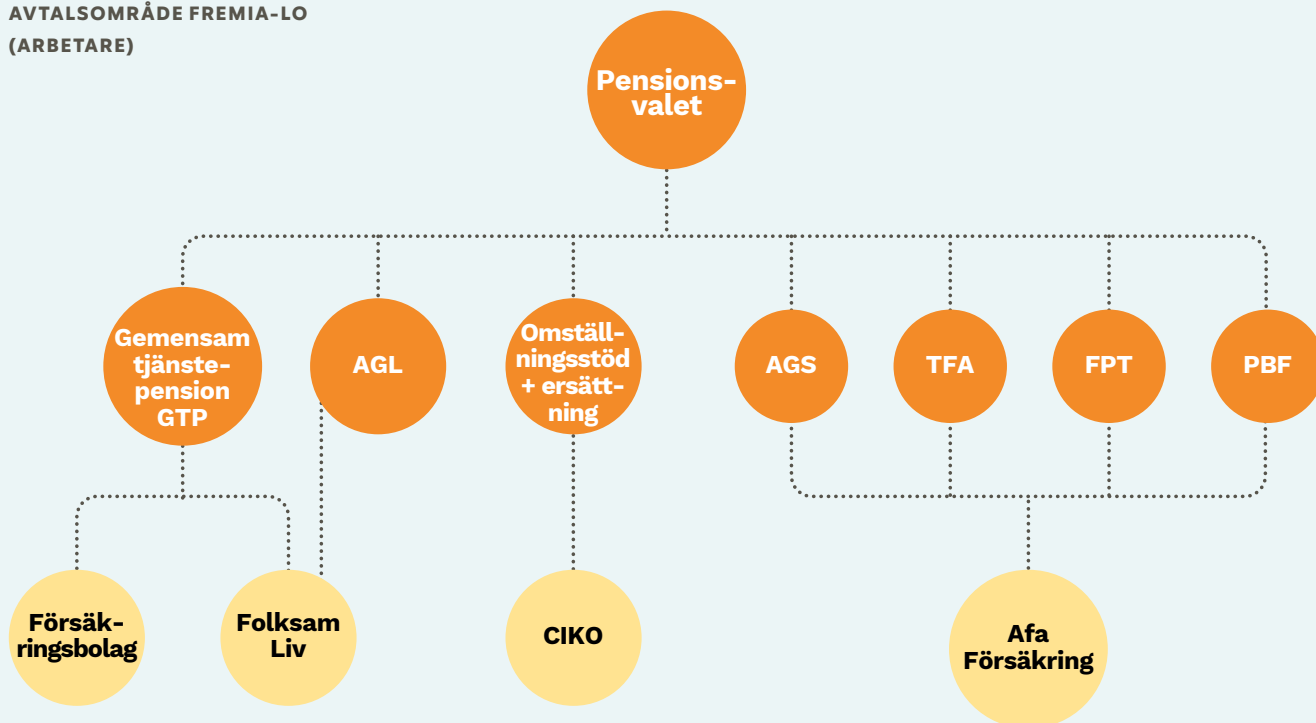 AVTALSOMRÅDE FREMIA-LO
(ARBETARE)
Pensions-
valet
Gemensam
tjänste-
pension
GTP
AGL
Omställ-
ningsstöd
+ ersätt-
ning
AGS
TFA
FPT
PBF
Försäk-
ringsbolag
Folksam
Liv
CIKO
Afa
Försäkring